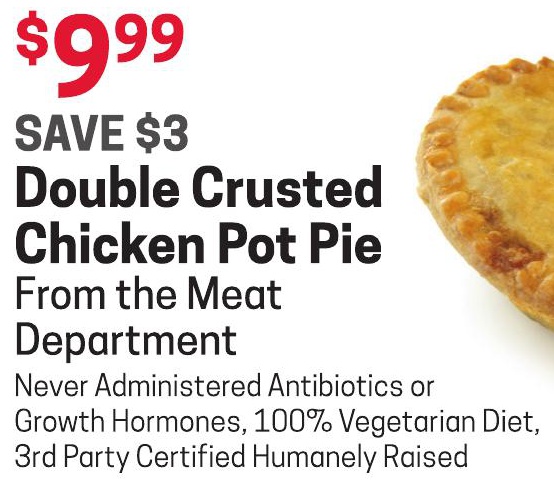 $9.99
SAVE $3
Double Crusted
Chicken Pot Pie
From the Meat
Department
Never Administered Antibiotics or
Growth Hormones, 100% Vegetarian Diet,
3rd Party Certified Humanely Raised